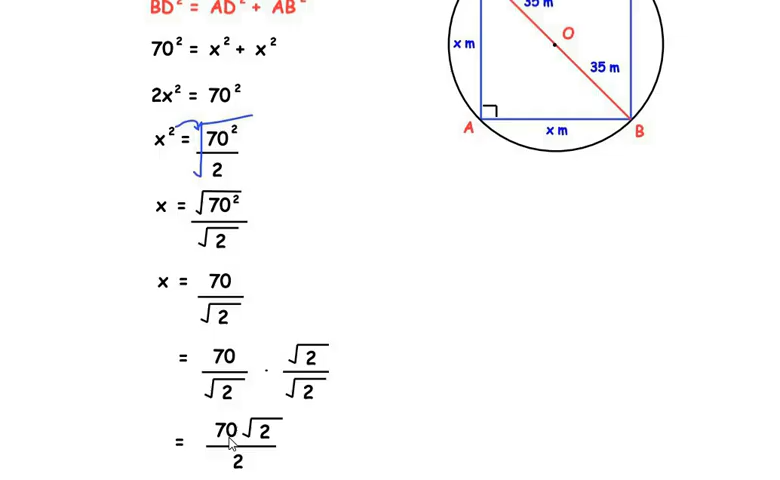 BD² = AD² + AB²
35 m
70² = x² + x²
x m
O
35 m
2x² = 70²
A
x m
B
x² = √70²/2
x = √70²/√2
x = 70/√2
= 70/√2 · √2/√2
= 70√2/2